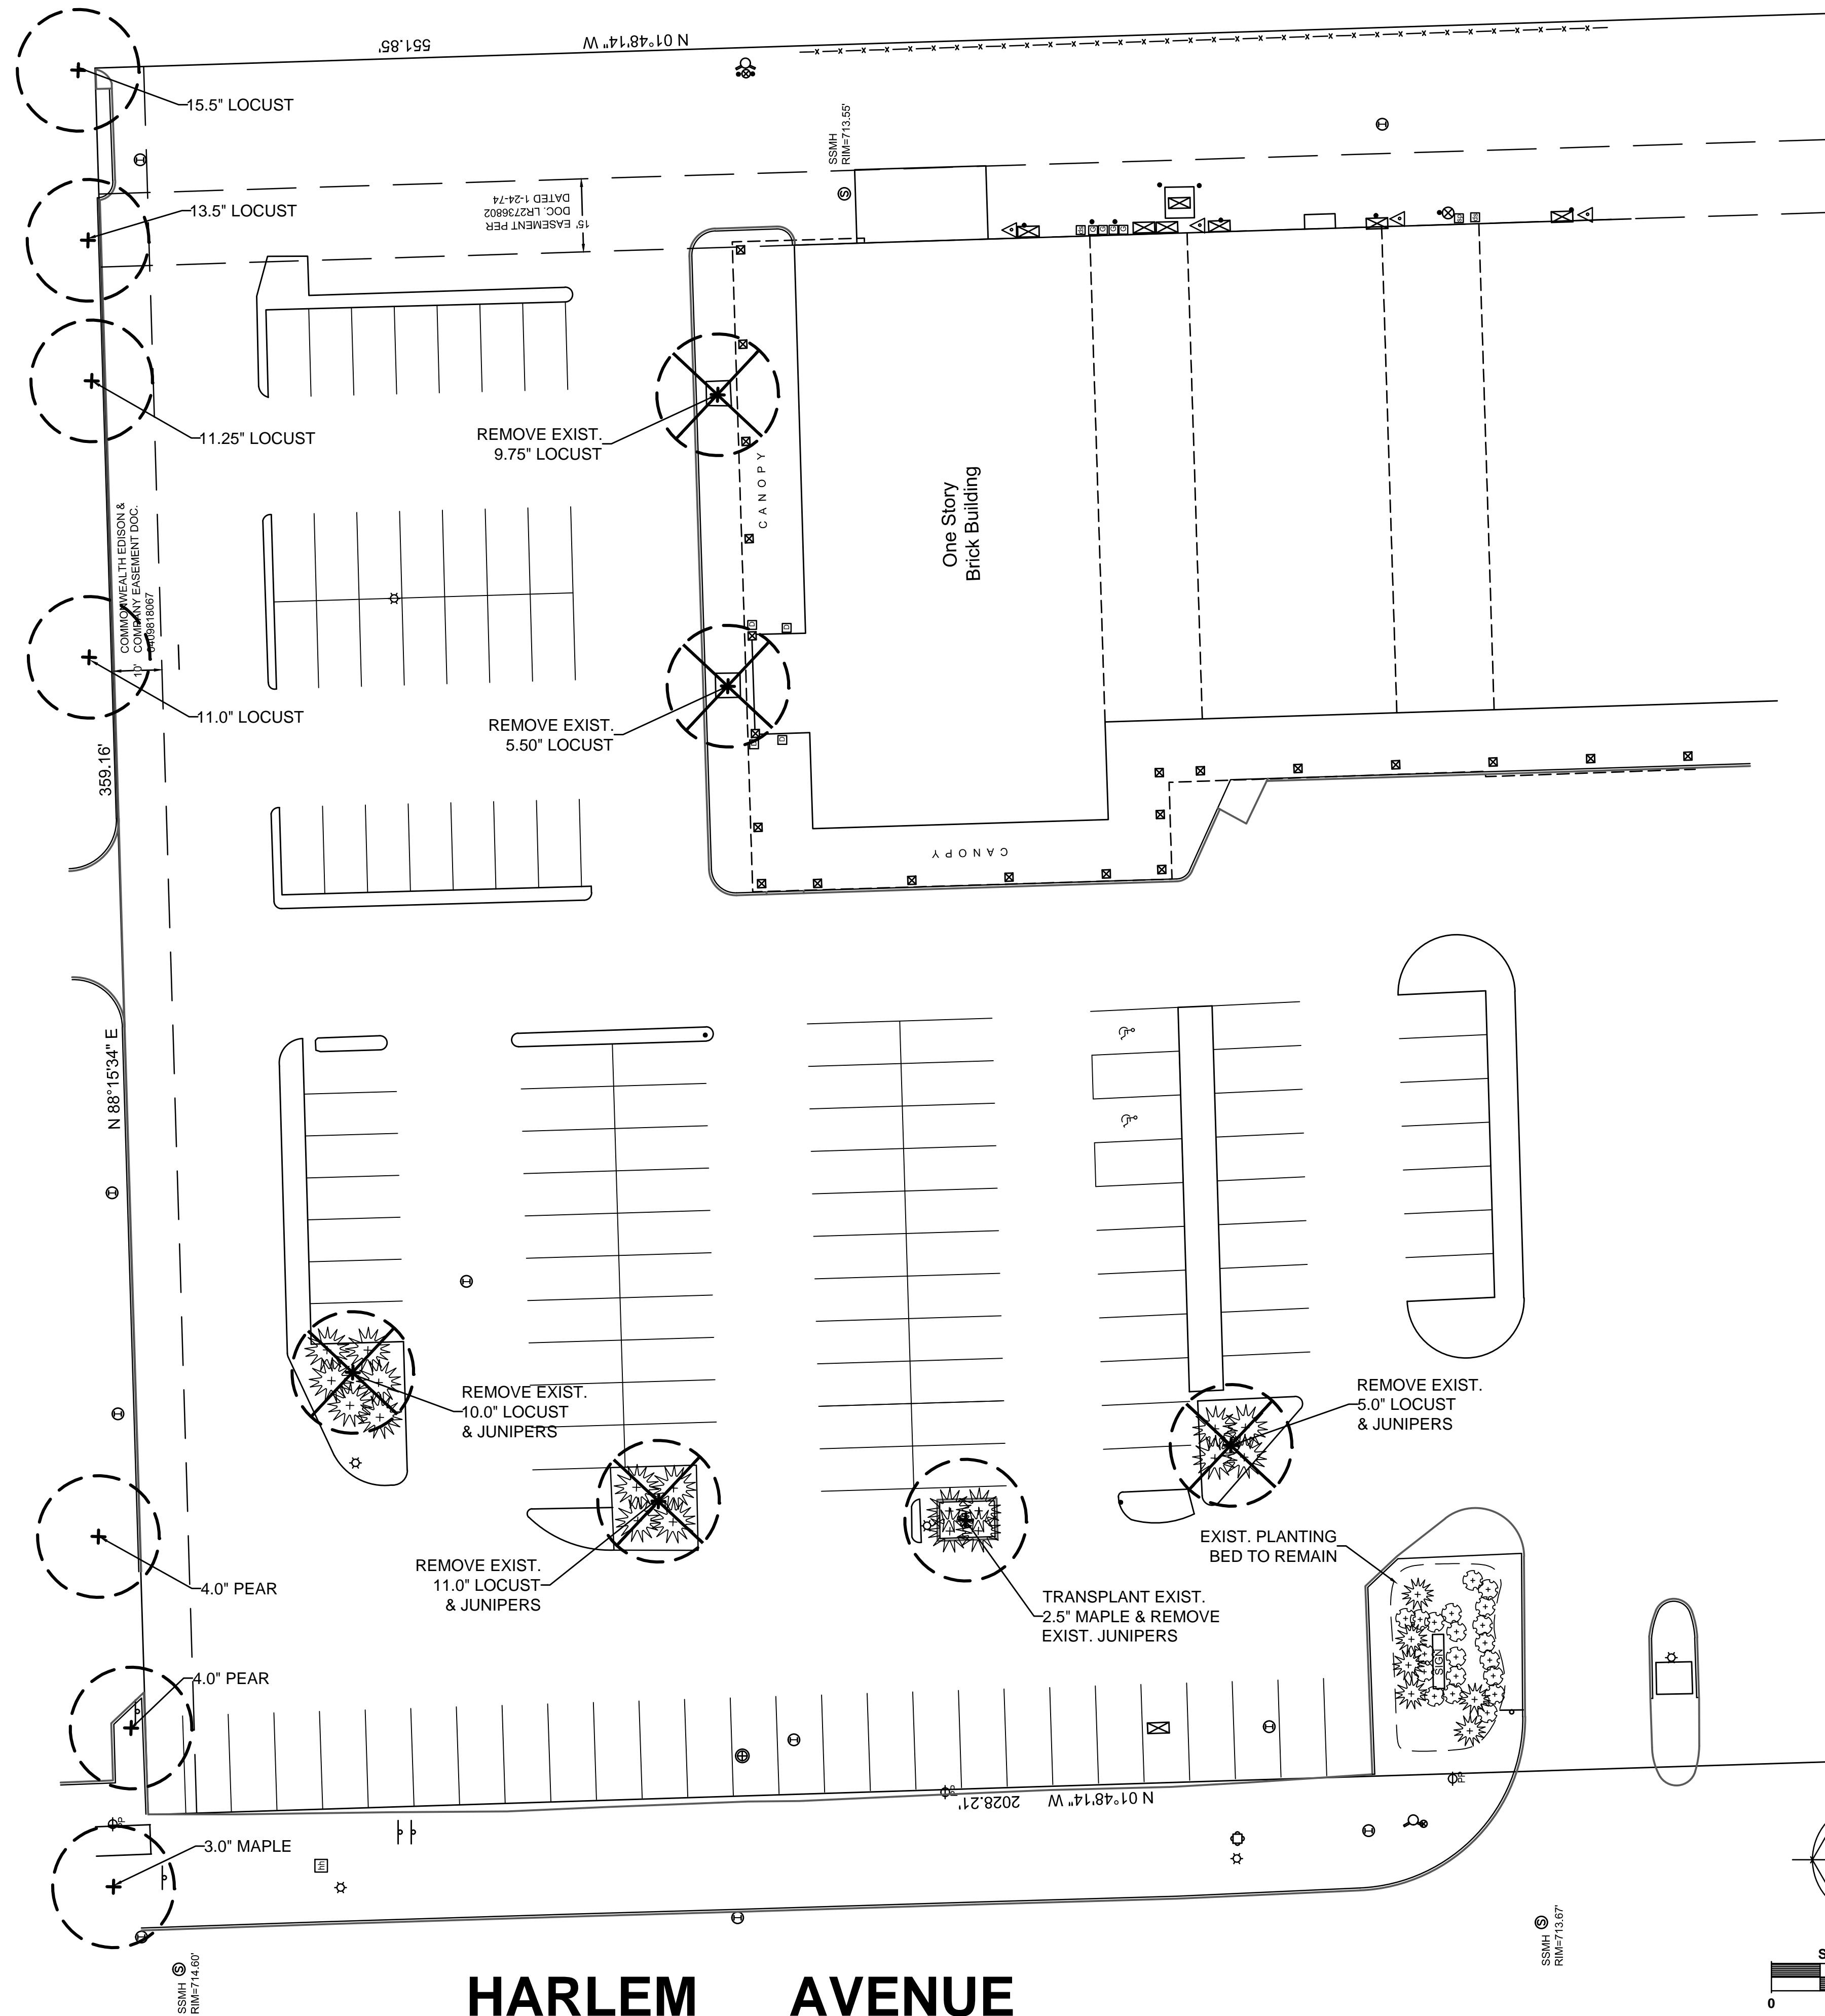 551.85'
N 01°48'14" W
15.5" LOCUST
SSMH
RIM=713.55'
S
13.5" LOCUST
15' EASEMENT PER
DOC. LR2736802
DATED 1-24-74
G
G
G
G
11.25" LOCUST
REMOVE EXIST.
9.75" LOCUST
CANOPY
One Story
Brick Building
COMMONWEALTH EDISON &
COMPANY EASEMENT DOC.
0409818067
10'
D
D
11.0" LOCUST
REMOVE EXIST.
5.50" LOCUST
D
D
359.16'
CANOPY
N 88°15'34" E
REMOVE EXIST.
10.0" LOCUST
& JUNIPERS
REMOVE EXIST.
5.0" LOCUST
& JUNIPERS
REMOVE EXIST.
11.0" LOCUST
& JUNIPERS
EXIST. PLANTING
BED TO REMAIN
4.0" PEAR
TRANSPLANT EXIST.
2.5" MAPLE & REMOVE
EXIST. JUNIPERS
SIGN
4.0" PEAR
PP
PP
2028.21'
N 01°48'14" W
PP
3.0" MAPLE
hh
SSMH
RIM=714.60'
S
SSMH
RIM=713.67'
S
HARLEM AVENUE
S
0